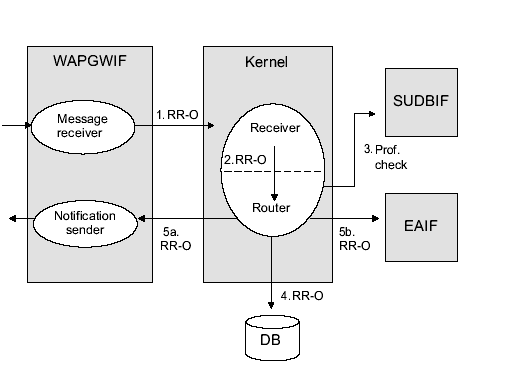 WAPGWIF
Kernel
SUDBIF
Message
receiver
1. RR-O
Receiver
2. RR-O
3. Prof.
check
Router
Notification
sender
5a.
RR-O
5b.
RR-O
EAIF
4. RR-O
DB